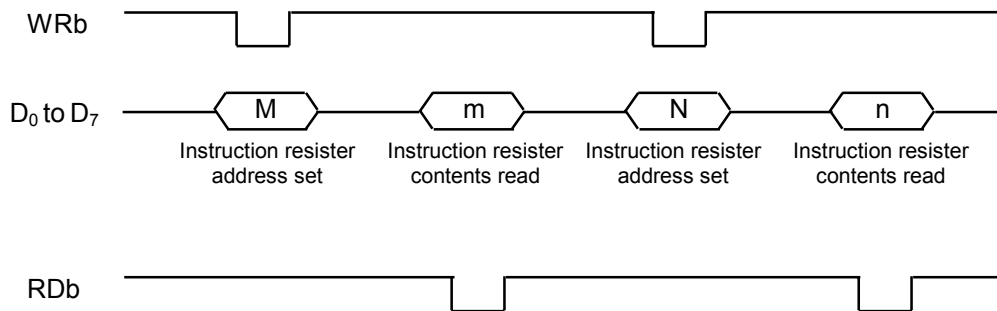 WRb
D₀ to D₇
M
m
N
n
Instruction resister
address set
Instruction resister
contents read
Instruction resister
address set
Instruction resister
contents read
RDb